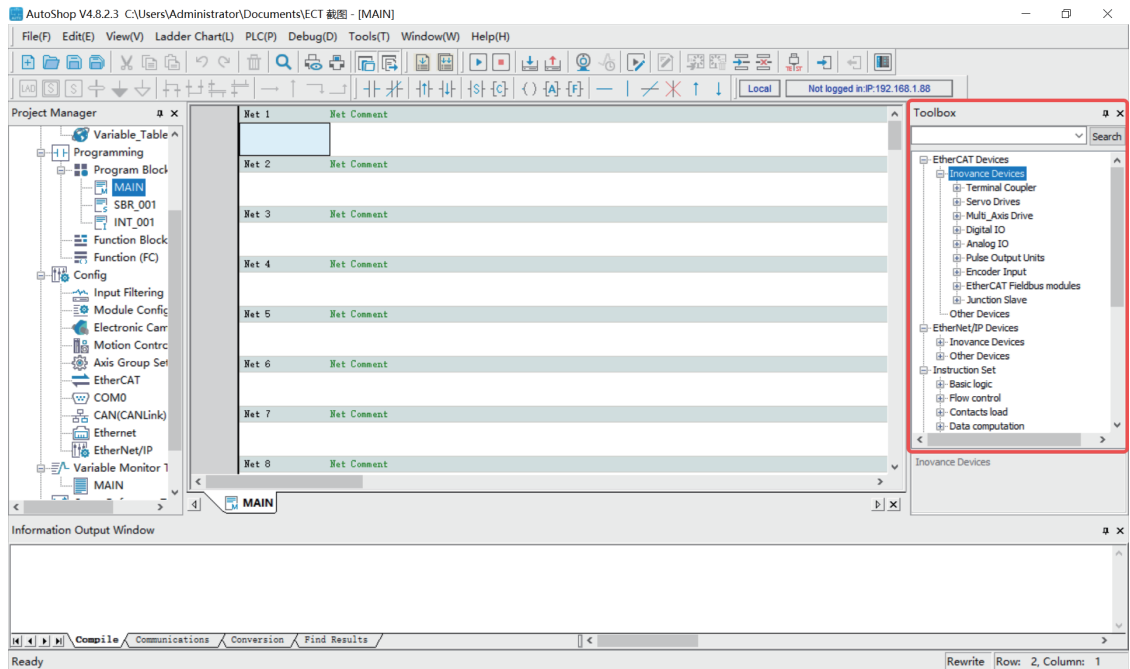 AutoShop V4.8.2.3 C:\Users\Administrator\Documents\ECT 截图 - [MAIN]
File(F) Edit(E) View(V) Ladder Chart(L) PLC(P) Debug(D) Tools(T) Window(W) Help(H)
Local Not logged in:IP:192.168.1.88
Project Manager
Variable_Table
Programming
Program Block
MAIN
SBR_001
INT_001
Function Block
Function (FC)
Config
Input Filtering
Module Config
Electronic Cam
Motion Contrc
Axis Group Set
EtherCAT
COM0
CAN(CANLink)
Ethernet
EtherNet/IP
Variable Monitor T
MAIN
Net 1 Net Comment
Net 2 Net Comment
Net 3 Net Comment
Net 4 Net Comment
Net 5 Net Comment
Net 6 Net Comment
Net 7 Net Comment
Net 8 Net Comment
MAIN
Toolbox
Search
EtherCAT Devices
Inovance Devices
Terminal Coupler
Servo Drives
Multi_Axis Drive
Digital IO
Analog IO
Pulse Output Units
Encoder Input
EtherCAT Fieldbus modules
Junction Slave
Other Devices
EtherNet/IP Devices
Inovance Devices
Other Devices
Instruction Set
Basic logic
Flow control
Contacts load
Data computation
Inovance Devices
Information Output Window
Compile Communications Conversion Find Results
Ready
Rewrite Row: 2, Column: 1